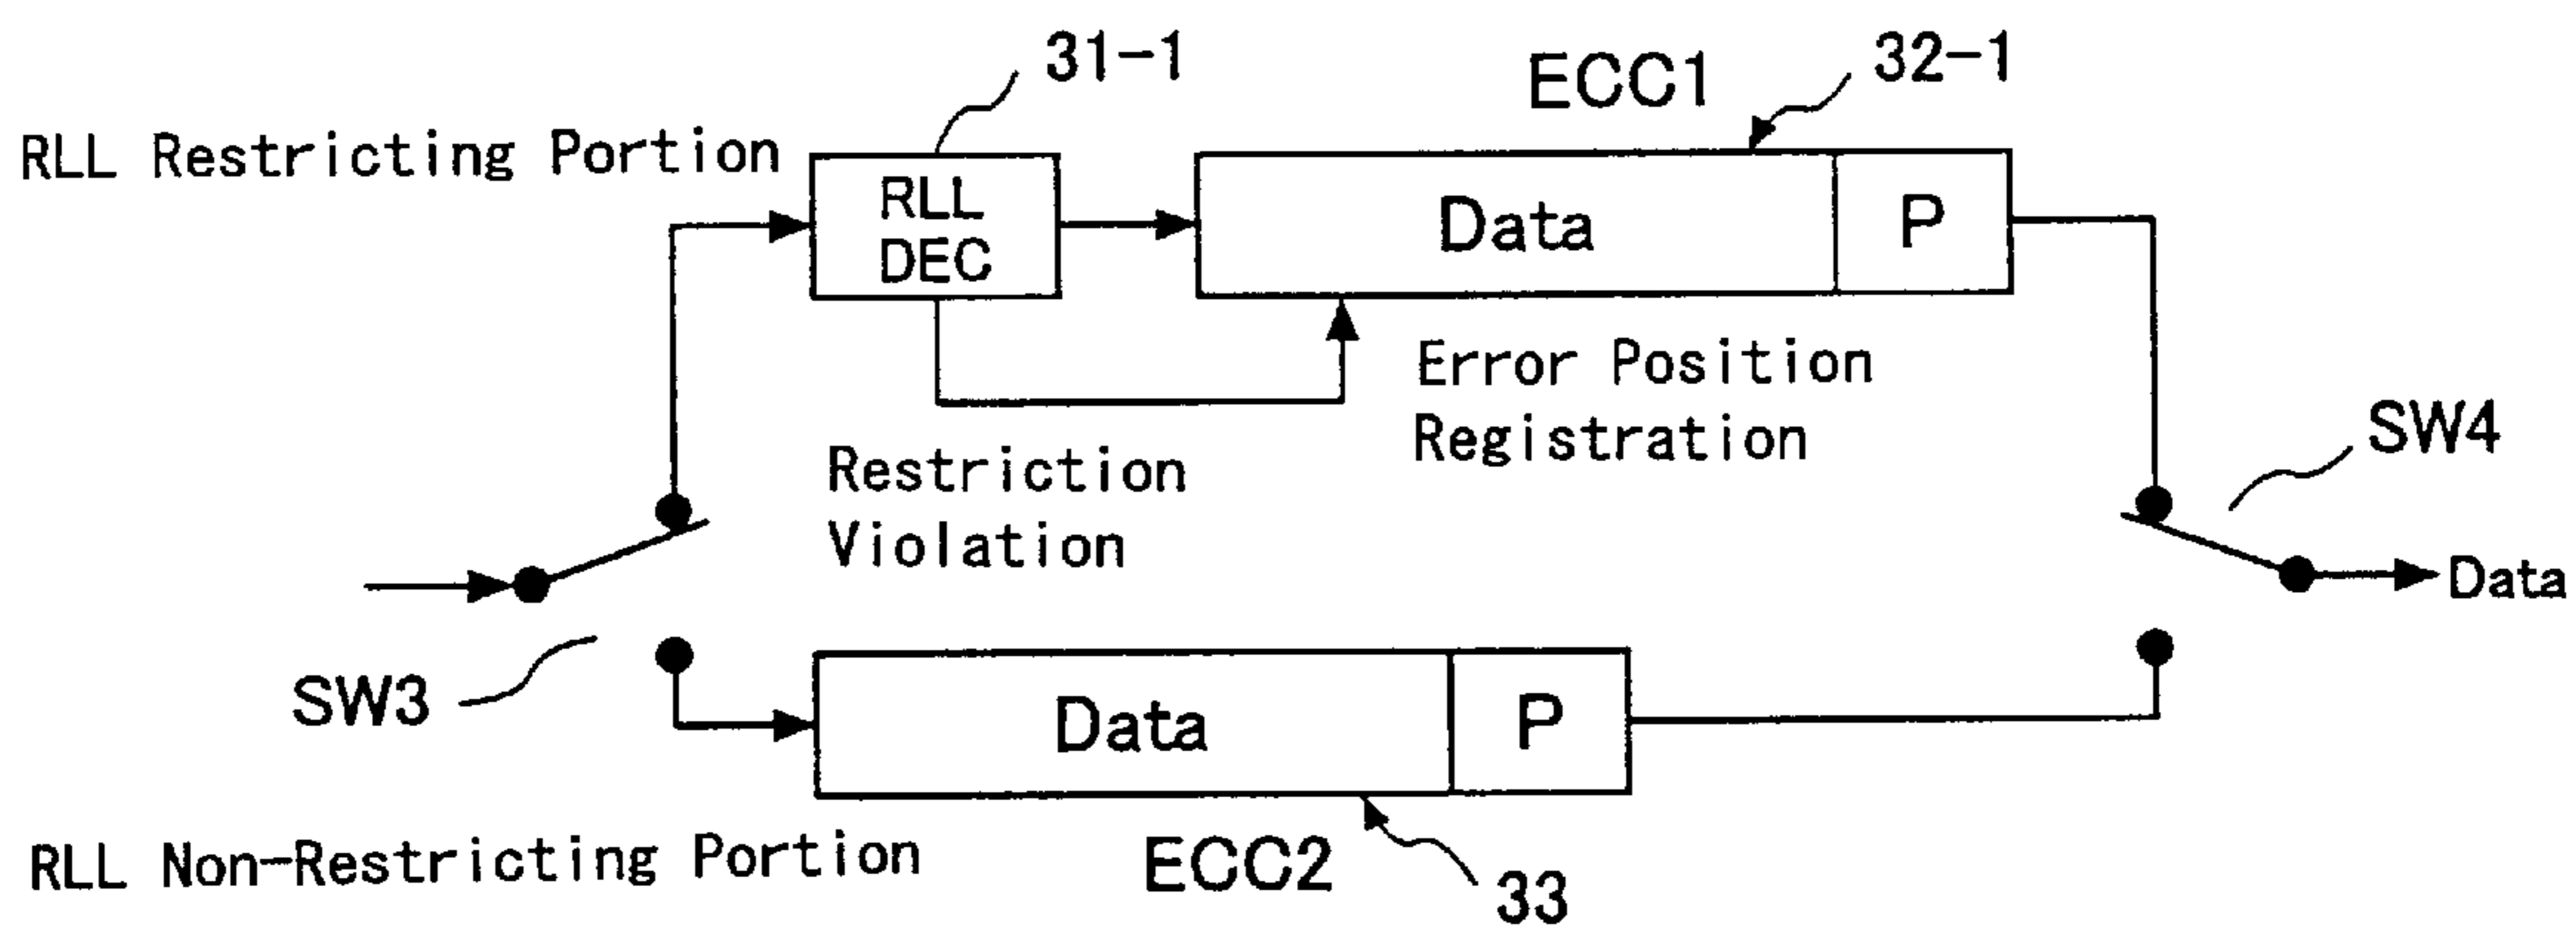 31-1
ECC1
32-1
RLL Restricting Portion
RLL
DEC
Data
P
Error Position
Registration
Restriction
Violation
SW4
Data
SW3
Data
P
RLL Non-Restricting Portion
ECC2
33